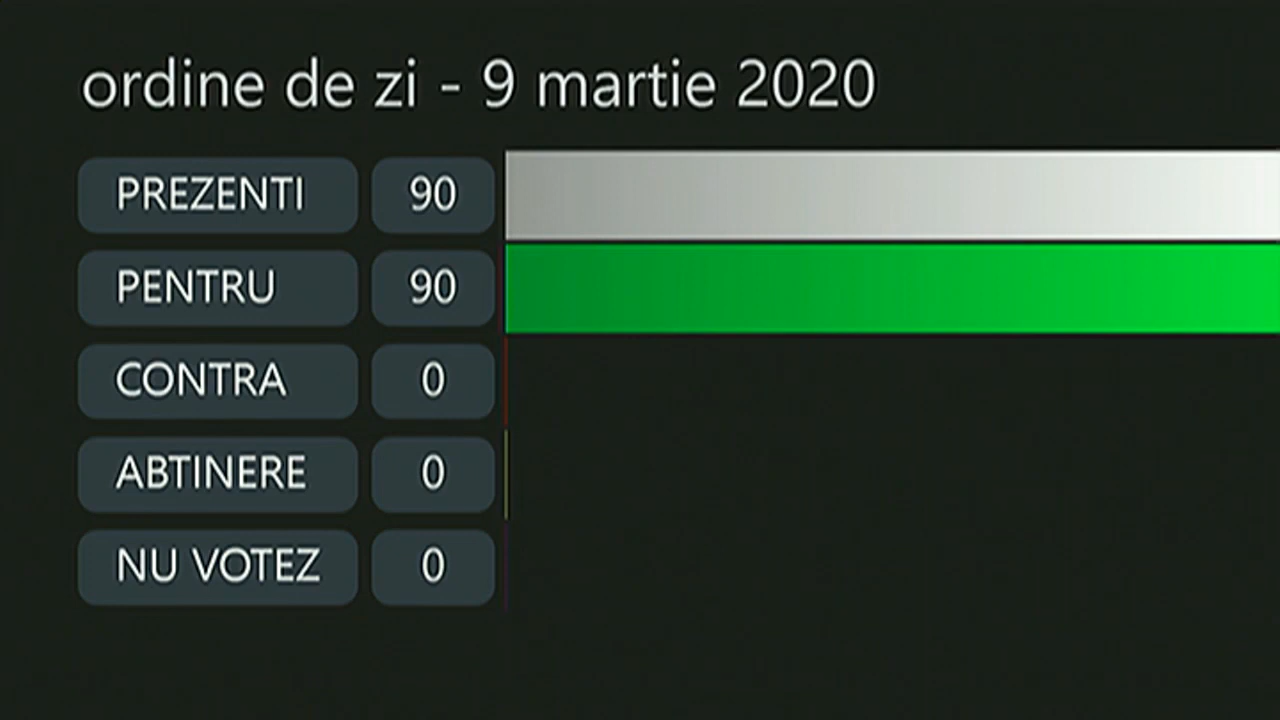 ordine de zi - 9 martie 2020
PREZENTI 90
PENTRU 90
CONTRA 0
ABTINERE 0
NU VOTEZ 0